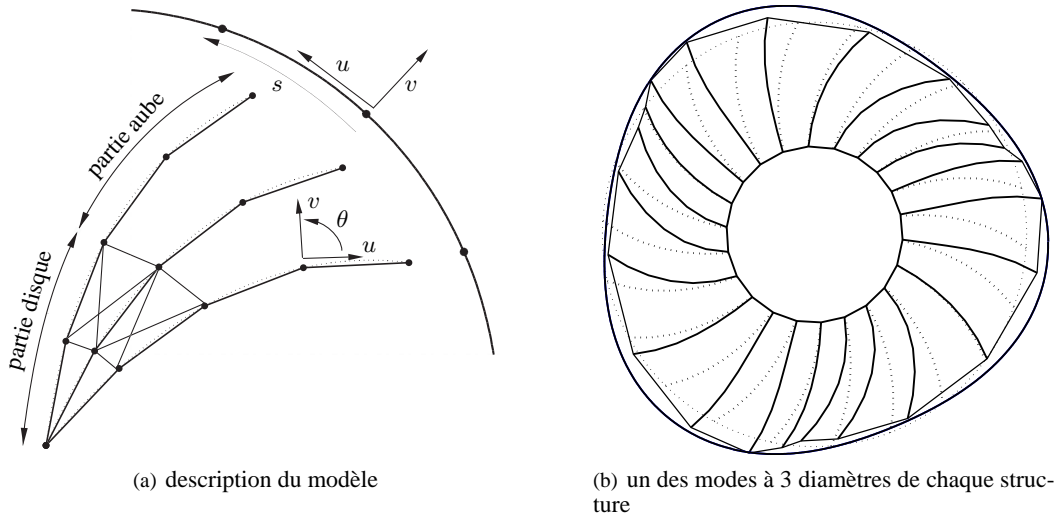 u
v
s
partie aube
v
θ
u
partie disque
(a) description du modèle
(b) un des modes à 3 diamètres de chaque struc-
ture